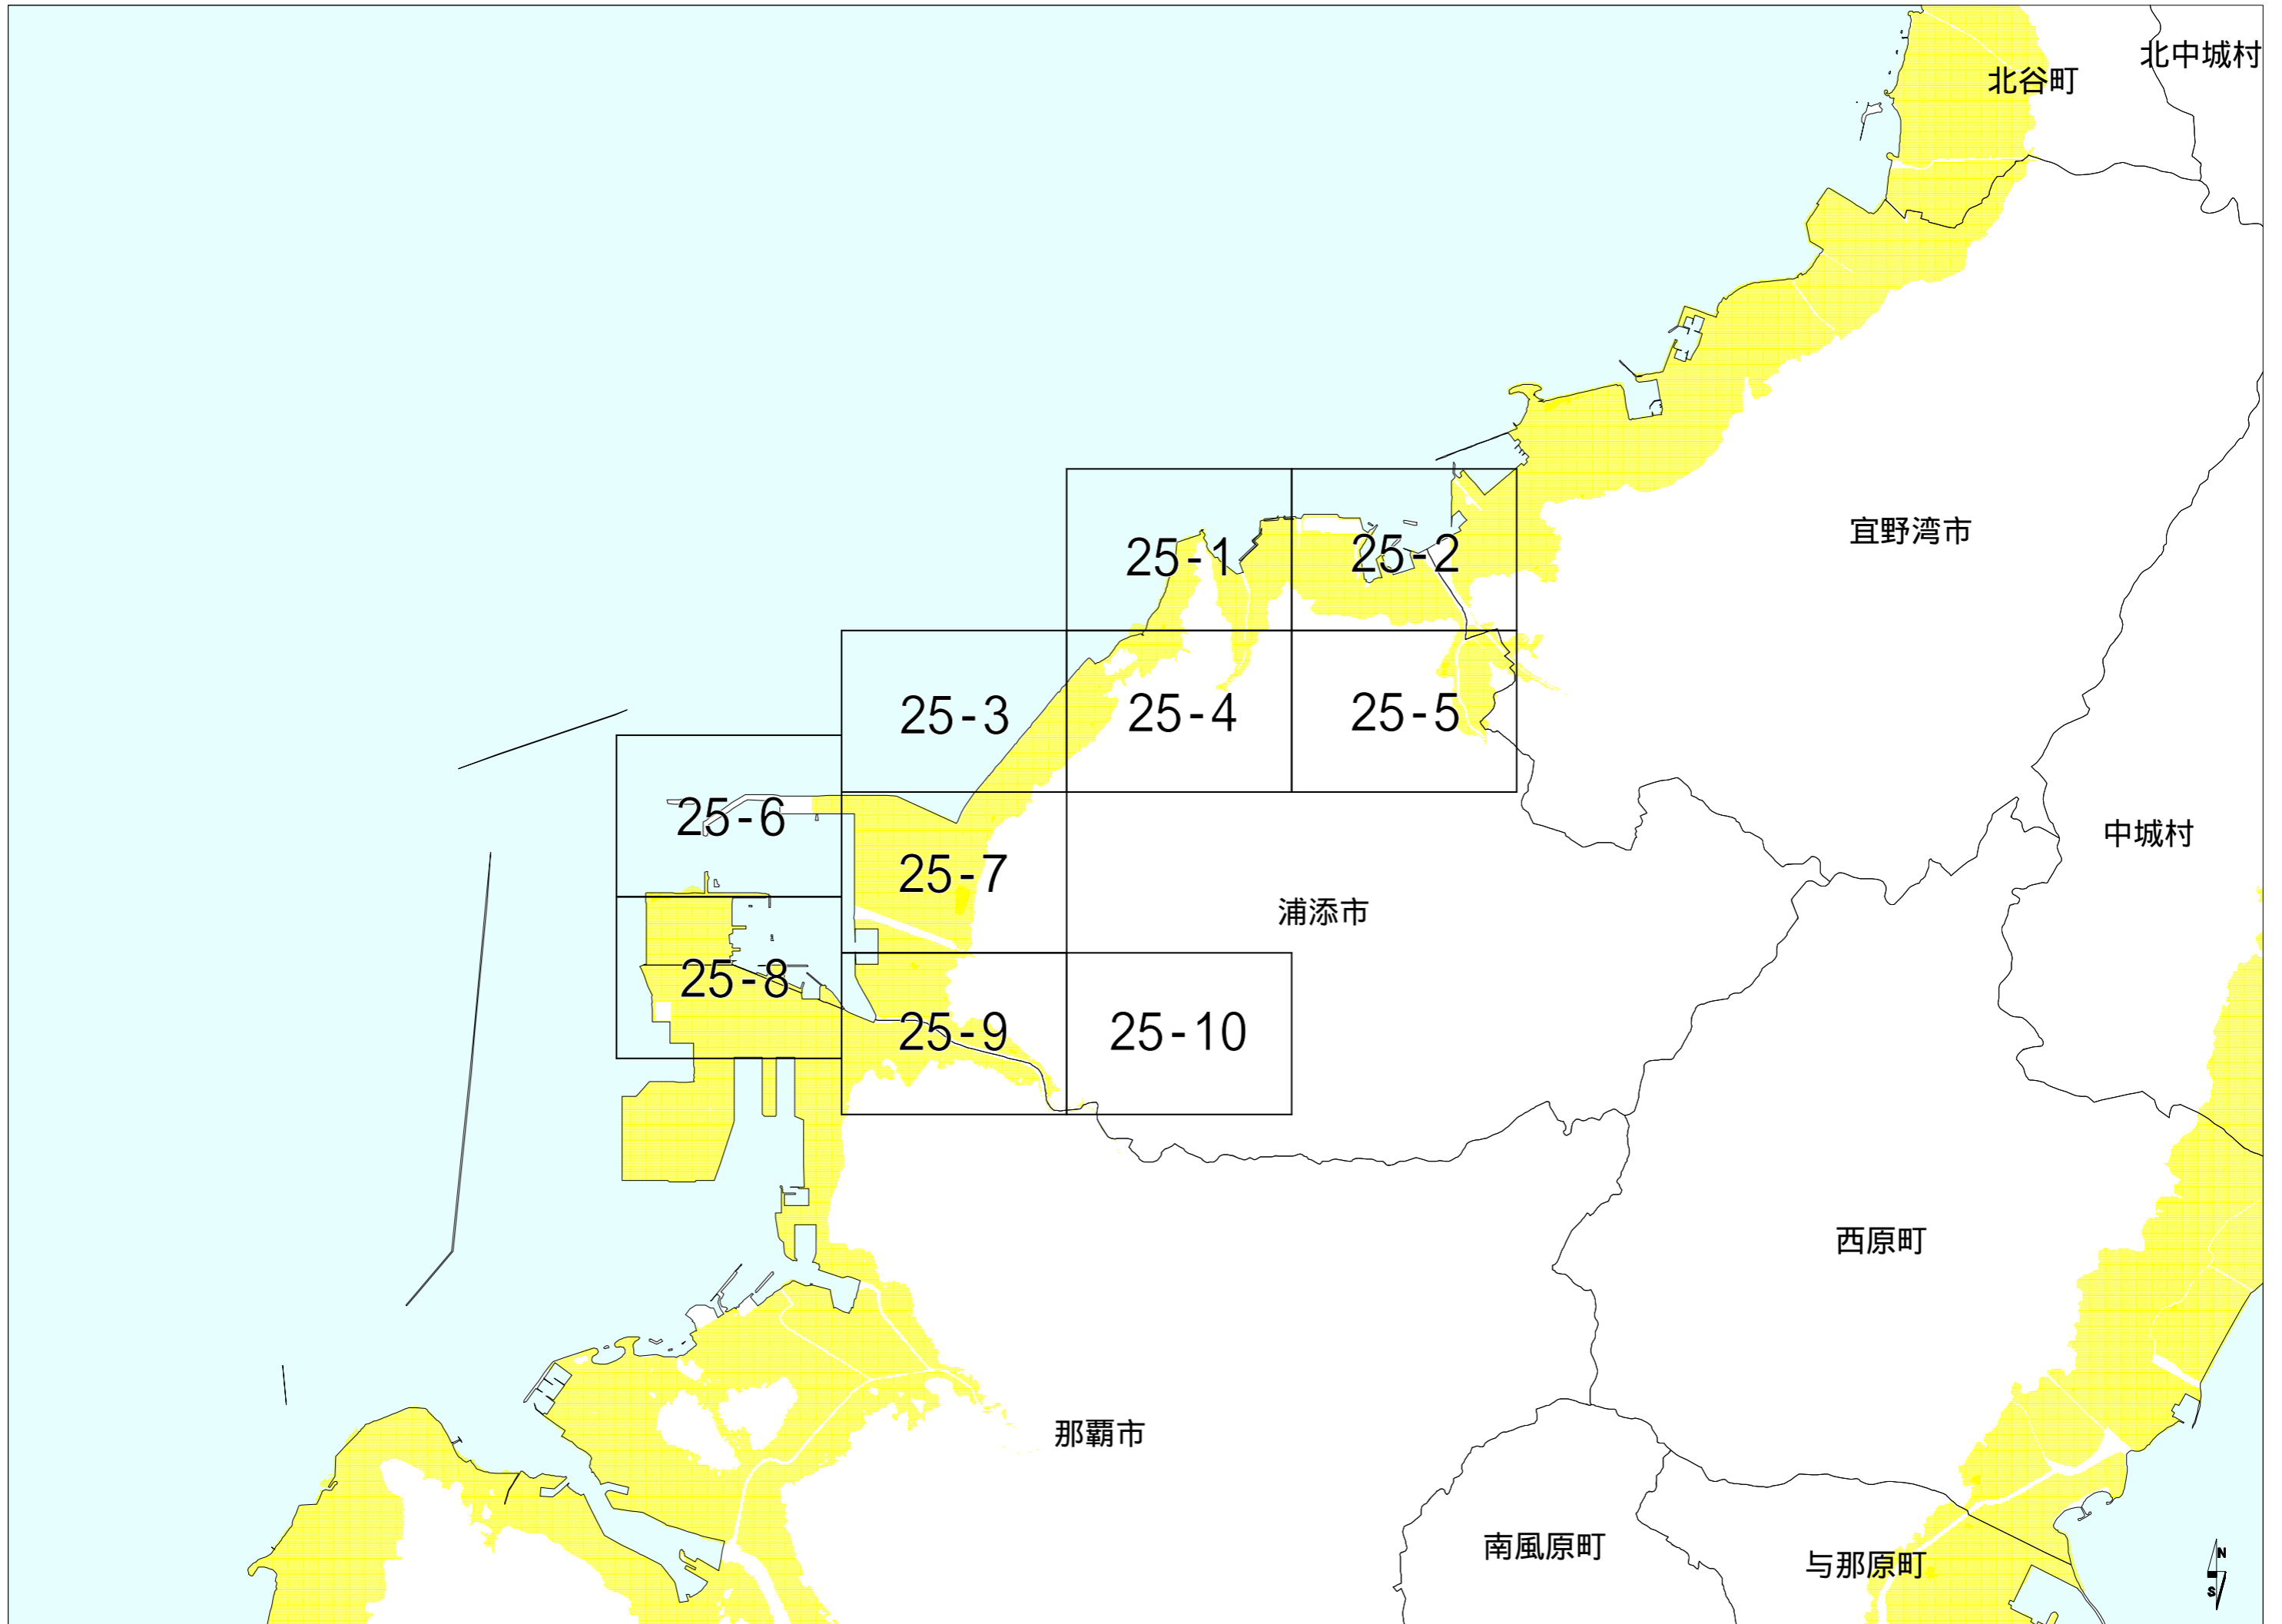 北中城村
北谷町
宜野湾市
25-1
25-2
25-3
25-4
25-5
25-6
中城村
25-7
浦添市
25-8
25-9
25-10
西原町
那覇市
南風原町
与那原町
N
S